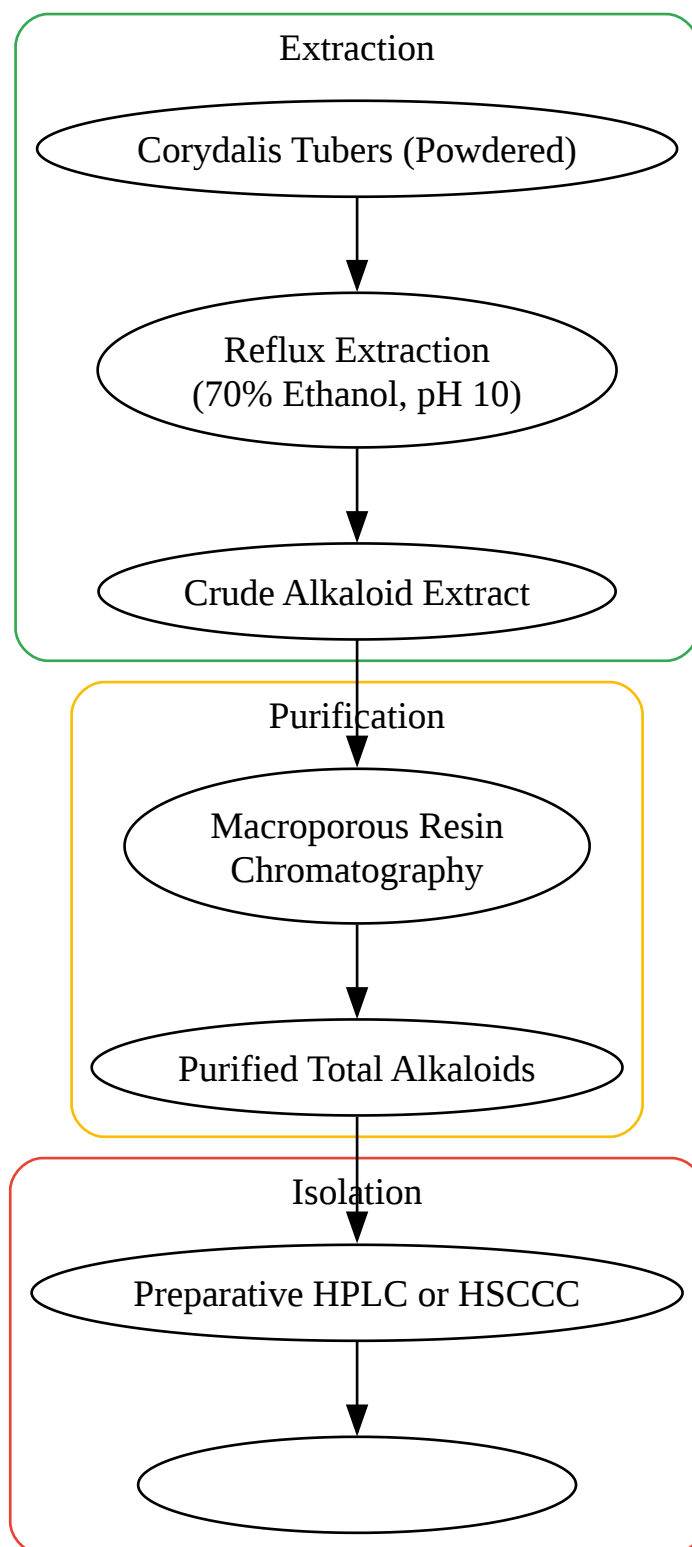 Extraction
Corydalis Tubers (Powdered)
Reflux Extraction
(70% Ethanol, pH 10)
Crude Alkaloid Extract
Purification
Macroporous Resin
Chromatography
Purified Total Alkaloids
Isolation
Preparative HPLC or HSCCC